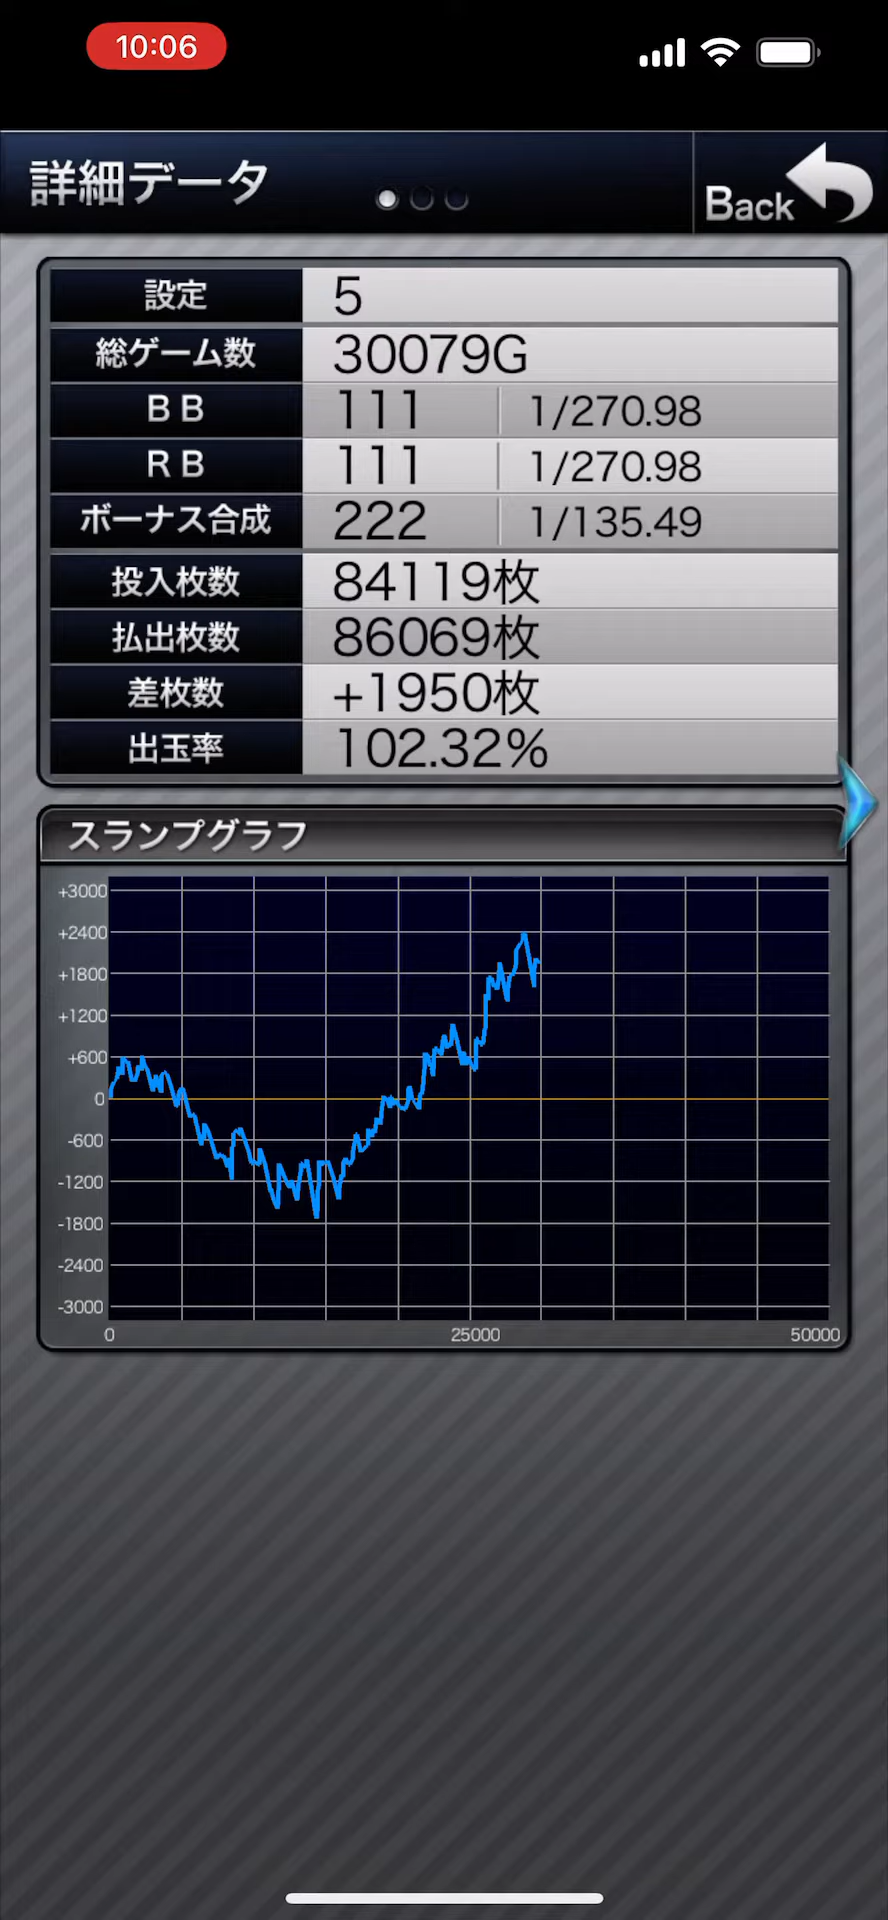 10:06
詳細データ
Back
設定 5
総ゲーム数 30079G
BB 111 1/270.98
RB 111 1/270.98
ボーナス合成 222 1/135.49
投入枚数 84119枚
払出枚数 86069枚
差枚数 +1950枚
出玉率 102.32%
スランプグラフ
+3000
+2400
+1800
+1200
+600
0
-600
-1200
-1800
-2400
-3000
0 25000 50000